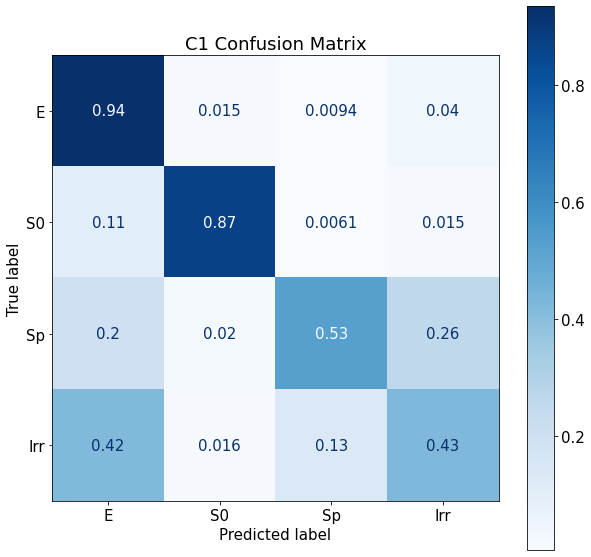 C1 Confusion Matrix
E 0.94 0.015 0.0094 0.04
S0 0.11 0.87 0.0061 0.015
Sp 0.2 0.02 0.53 0.26
Irr 0.42 0.016 0.13 0.43
E S0 Sp Irr
Predicted label
True label
0.8
0.6
0.4
0.2